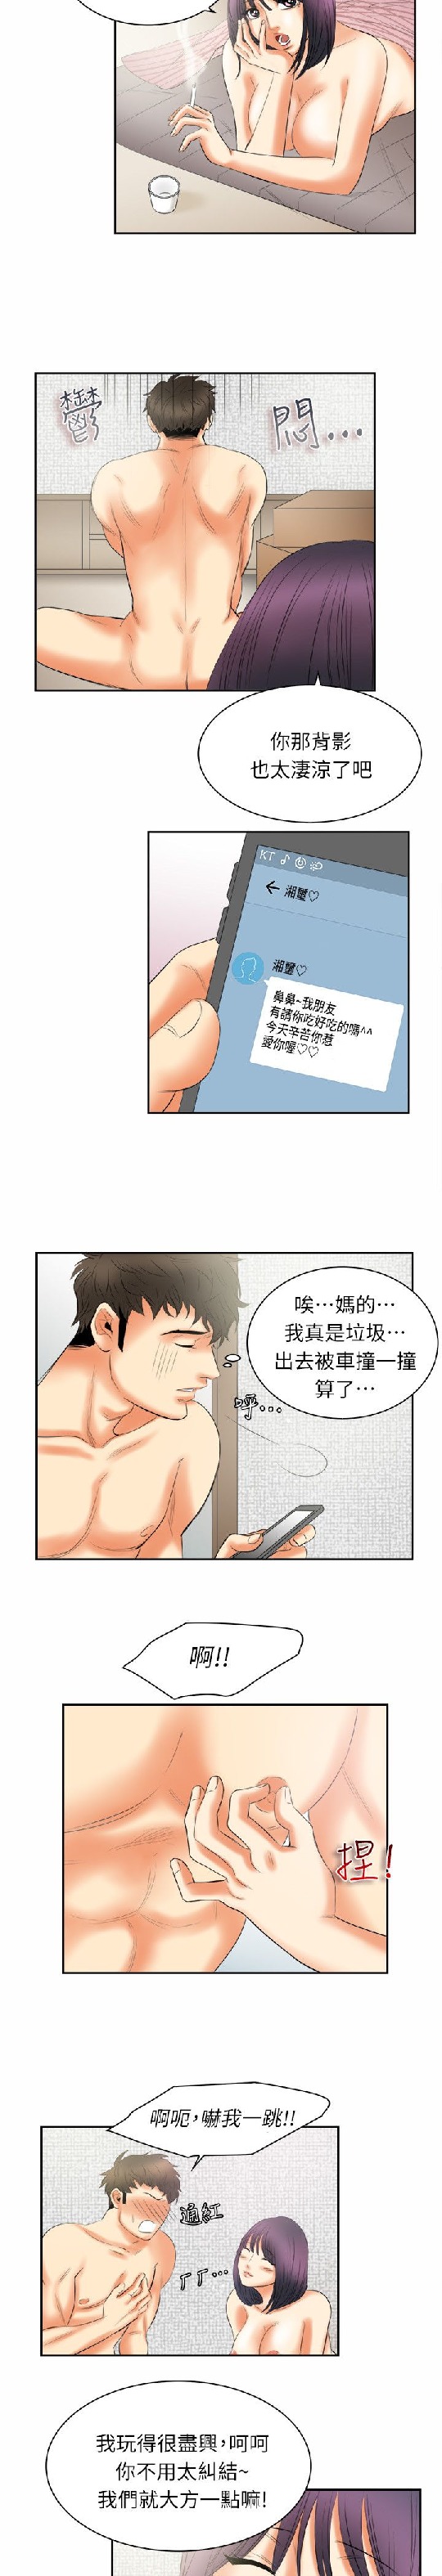 鬱
悶...
你那背影
也太淒涼了吧
KT
← 湘璽♡
湘璽♡
鼻鼻~我朋友
有請你吃好吃的嗎^^
今天辛苦你惹
愛你喔♡♡
唉…媽的…
我真是垃圾…
出去被車撞一撞
算了…
呼...
啊!!
捏!
啊呃,嚇我一跳!!
通紅
ㄏㄏ...
我玩得很盡興,呵呵
你不用太糾結~
我們就大方一點嘛!